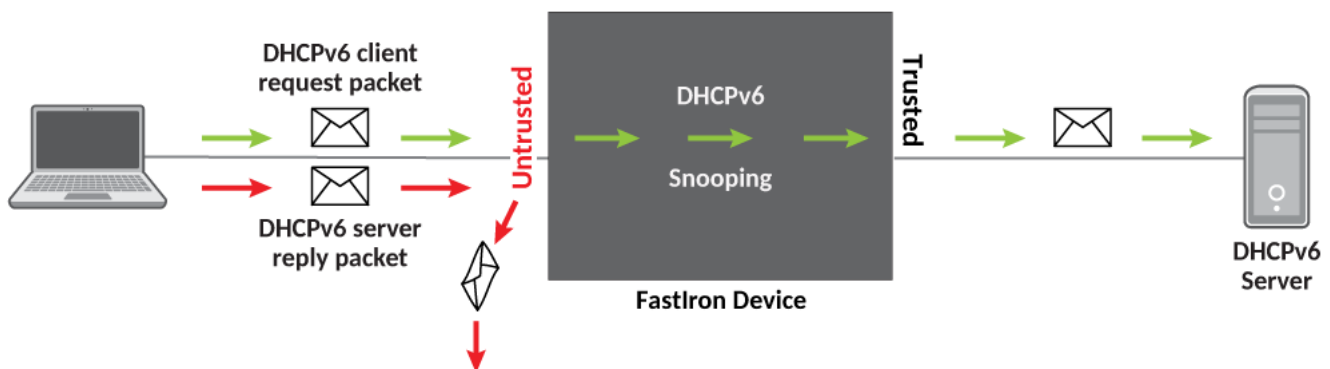 DHCPv6 client
request packet
Untrusted
DHCPv6
Snooping
Trusted
DHCPv6 server
reply packet
DHCPv6
Server
FastIron Device